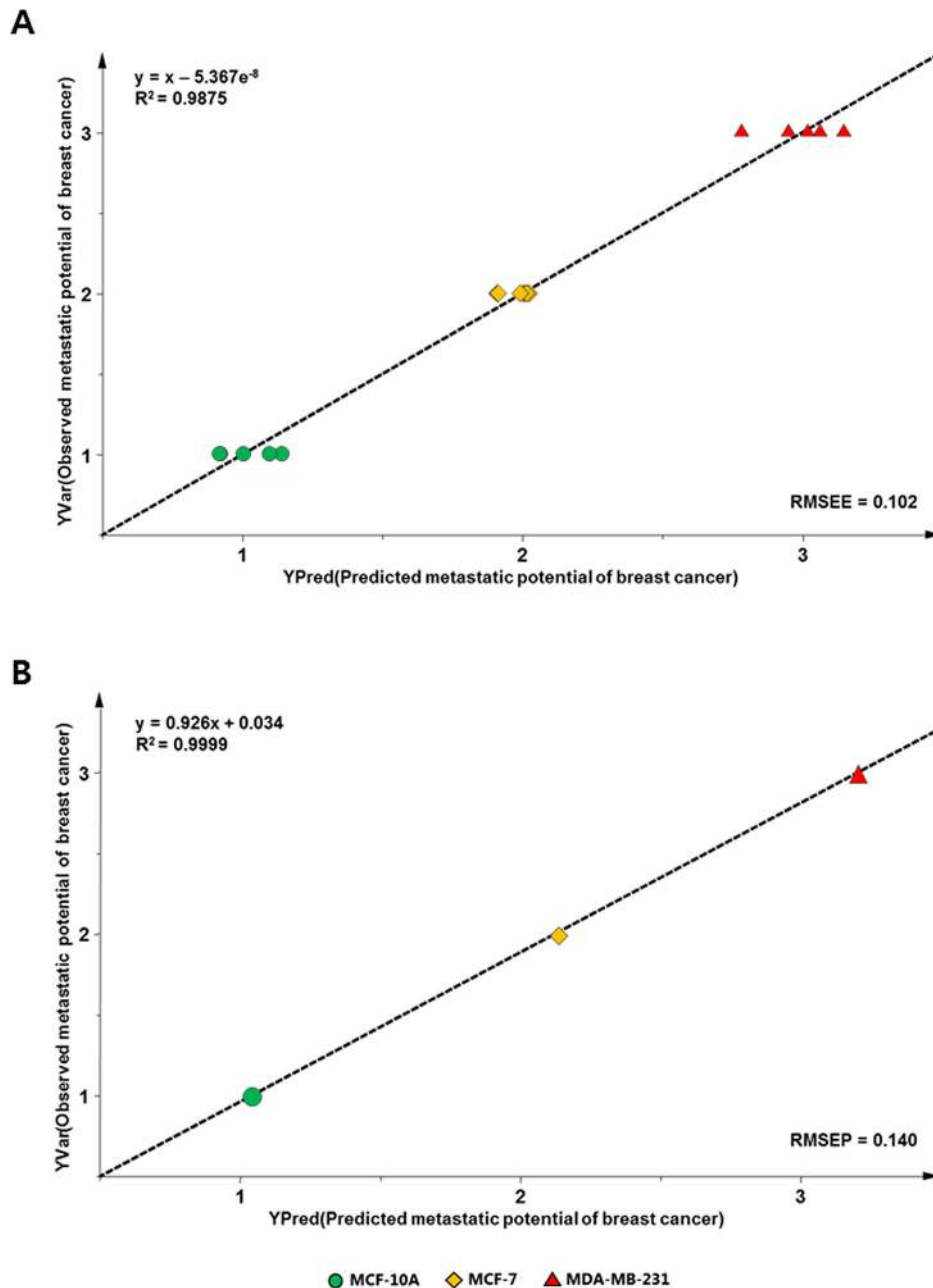 A
y = x – 5.367e⁻⁸
R² = 0.9875
3
2
1
YVar(Observed metastatic potential of breast cancer)
RMSEE = 0.102
1 2 3
YPred(Predicted metastatic potential of breast cancer)
B
y = 0.926x + 0.034
R² = 0.9999
3
2
1
YVar(Observed metastatic potential of breast cancer)
RMSEP = 0.140
1 2 3
YPred(Predicted metastatic potential of breast cancer)
MCF-10A MCF-7 MDA-MB-231